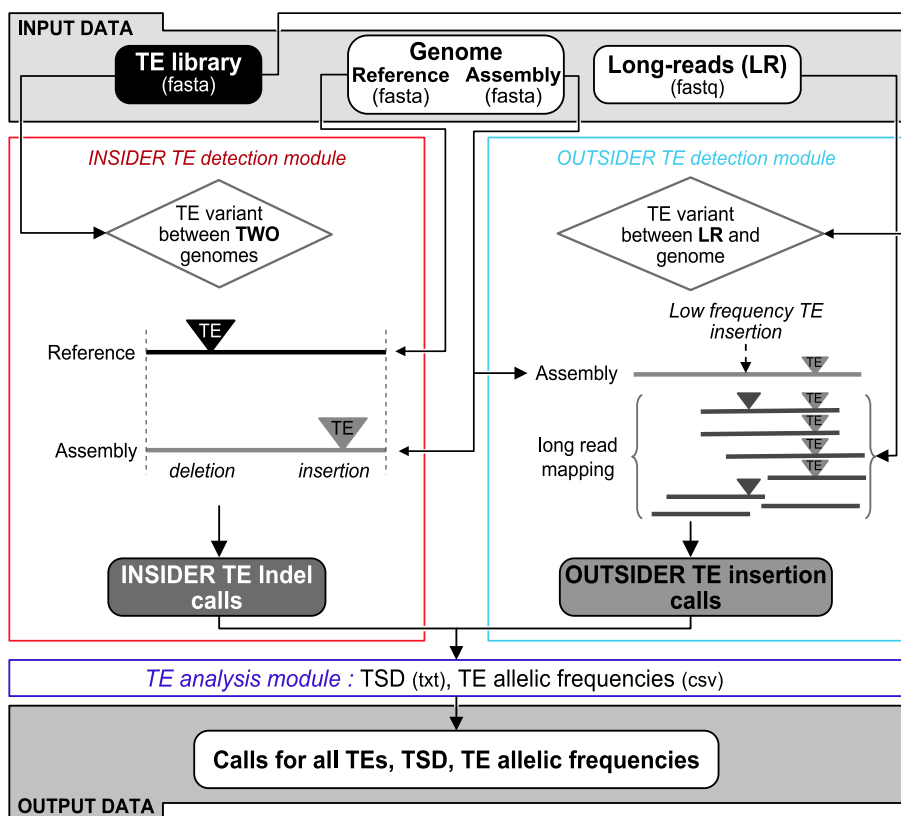 INPUT DATA
TE library
(fasta)
Genome
Reference Assembly
(fasta) (fasta)
Long-reads (LR)
(fastq)
INSIDER TE detection module
TE variant
between TWO
genomes
TE
Reference
TE
Assembly
deletion insertion
INSIDER TE Indel
calls
OUTSIDER TE detection module
TE variant
between LR and
genome
Low frequency TE
insertion
TE
Assembly
TE
TE
TE
TE
long read
mapping
OUTSIDER TE insertion
calls
TE analysis module : TSD (txt), TE allelic frequencies (csv)
Calls for all TEs, TSD, TE allelic frequencies
OUTPUT DATA